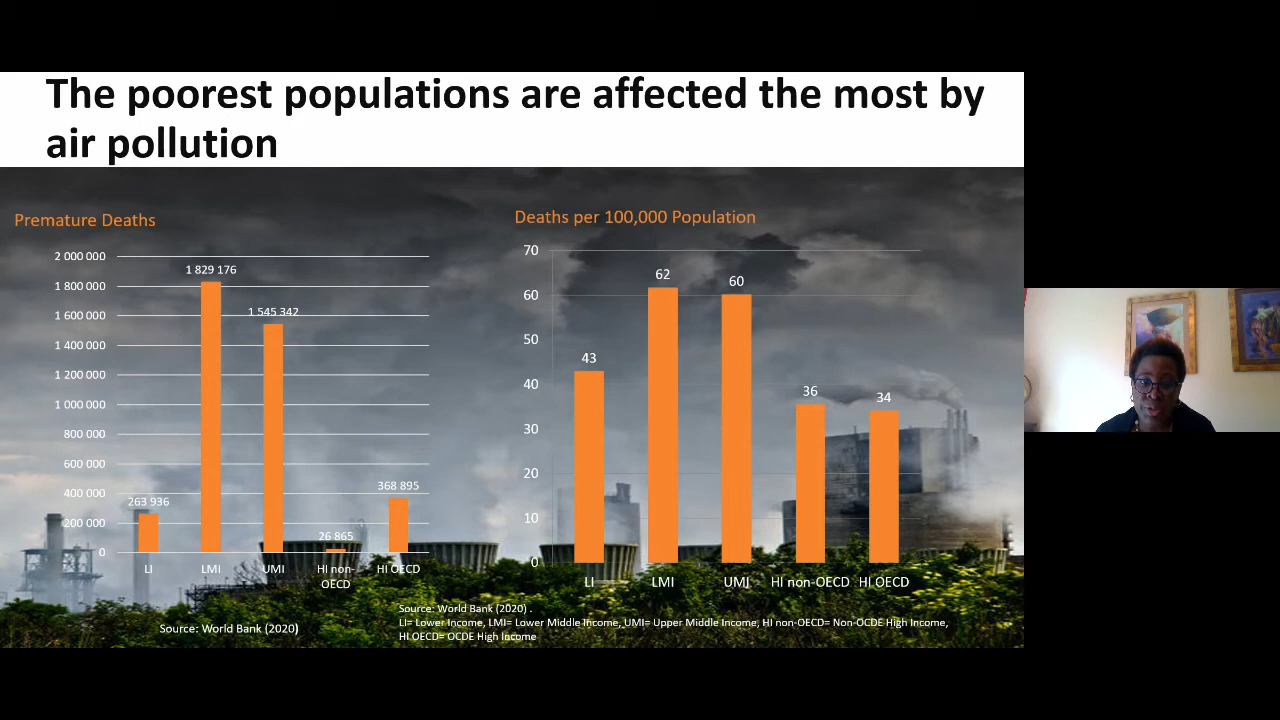 The poorest populations are affected the most by
air pollution
Premature Deaths
2 000 000
1 800 000
1 600 000
1 400 000
1 200 000
1 000 000
800 000
600 000
400 000
200 000
0
263 936
1 829 176
1 545 342
26 865
368 895
LI
LMI
UMI
HI non-
OECD
HI OECD
Source: World Bank (2020)
Deaths per 100,000 Population
70
60
50
40
30
20
10
0
43
62
60
36
34
LI
LMI
UMI
HI non-OECD
HI OECD
Source: World Bank (2020) .
LI= Lower Income, LMI= Lower Middle Income, UMI= Upper Middle Income, HI non-OECD= Non-OCDE High Income,
HI OECD= OCDE High Income